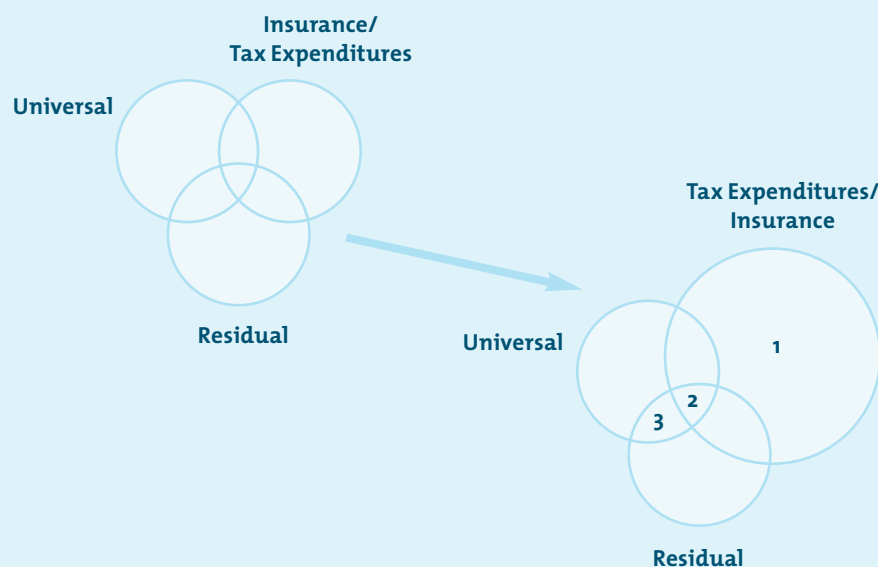 Insurance/
Tax Expenditures
Universal
Residual
Tax Expenditures/
Insurance
Universal
1
2
3
Residual